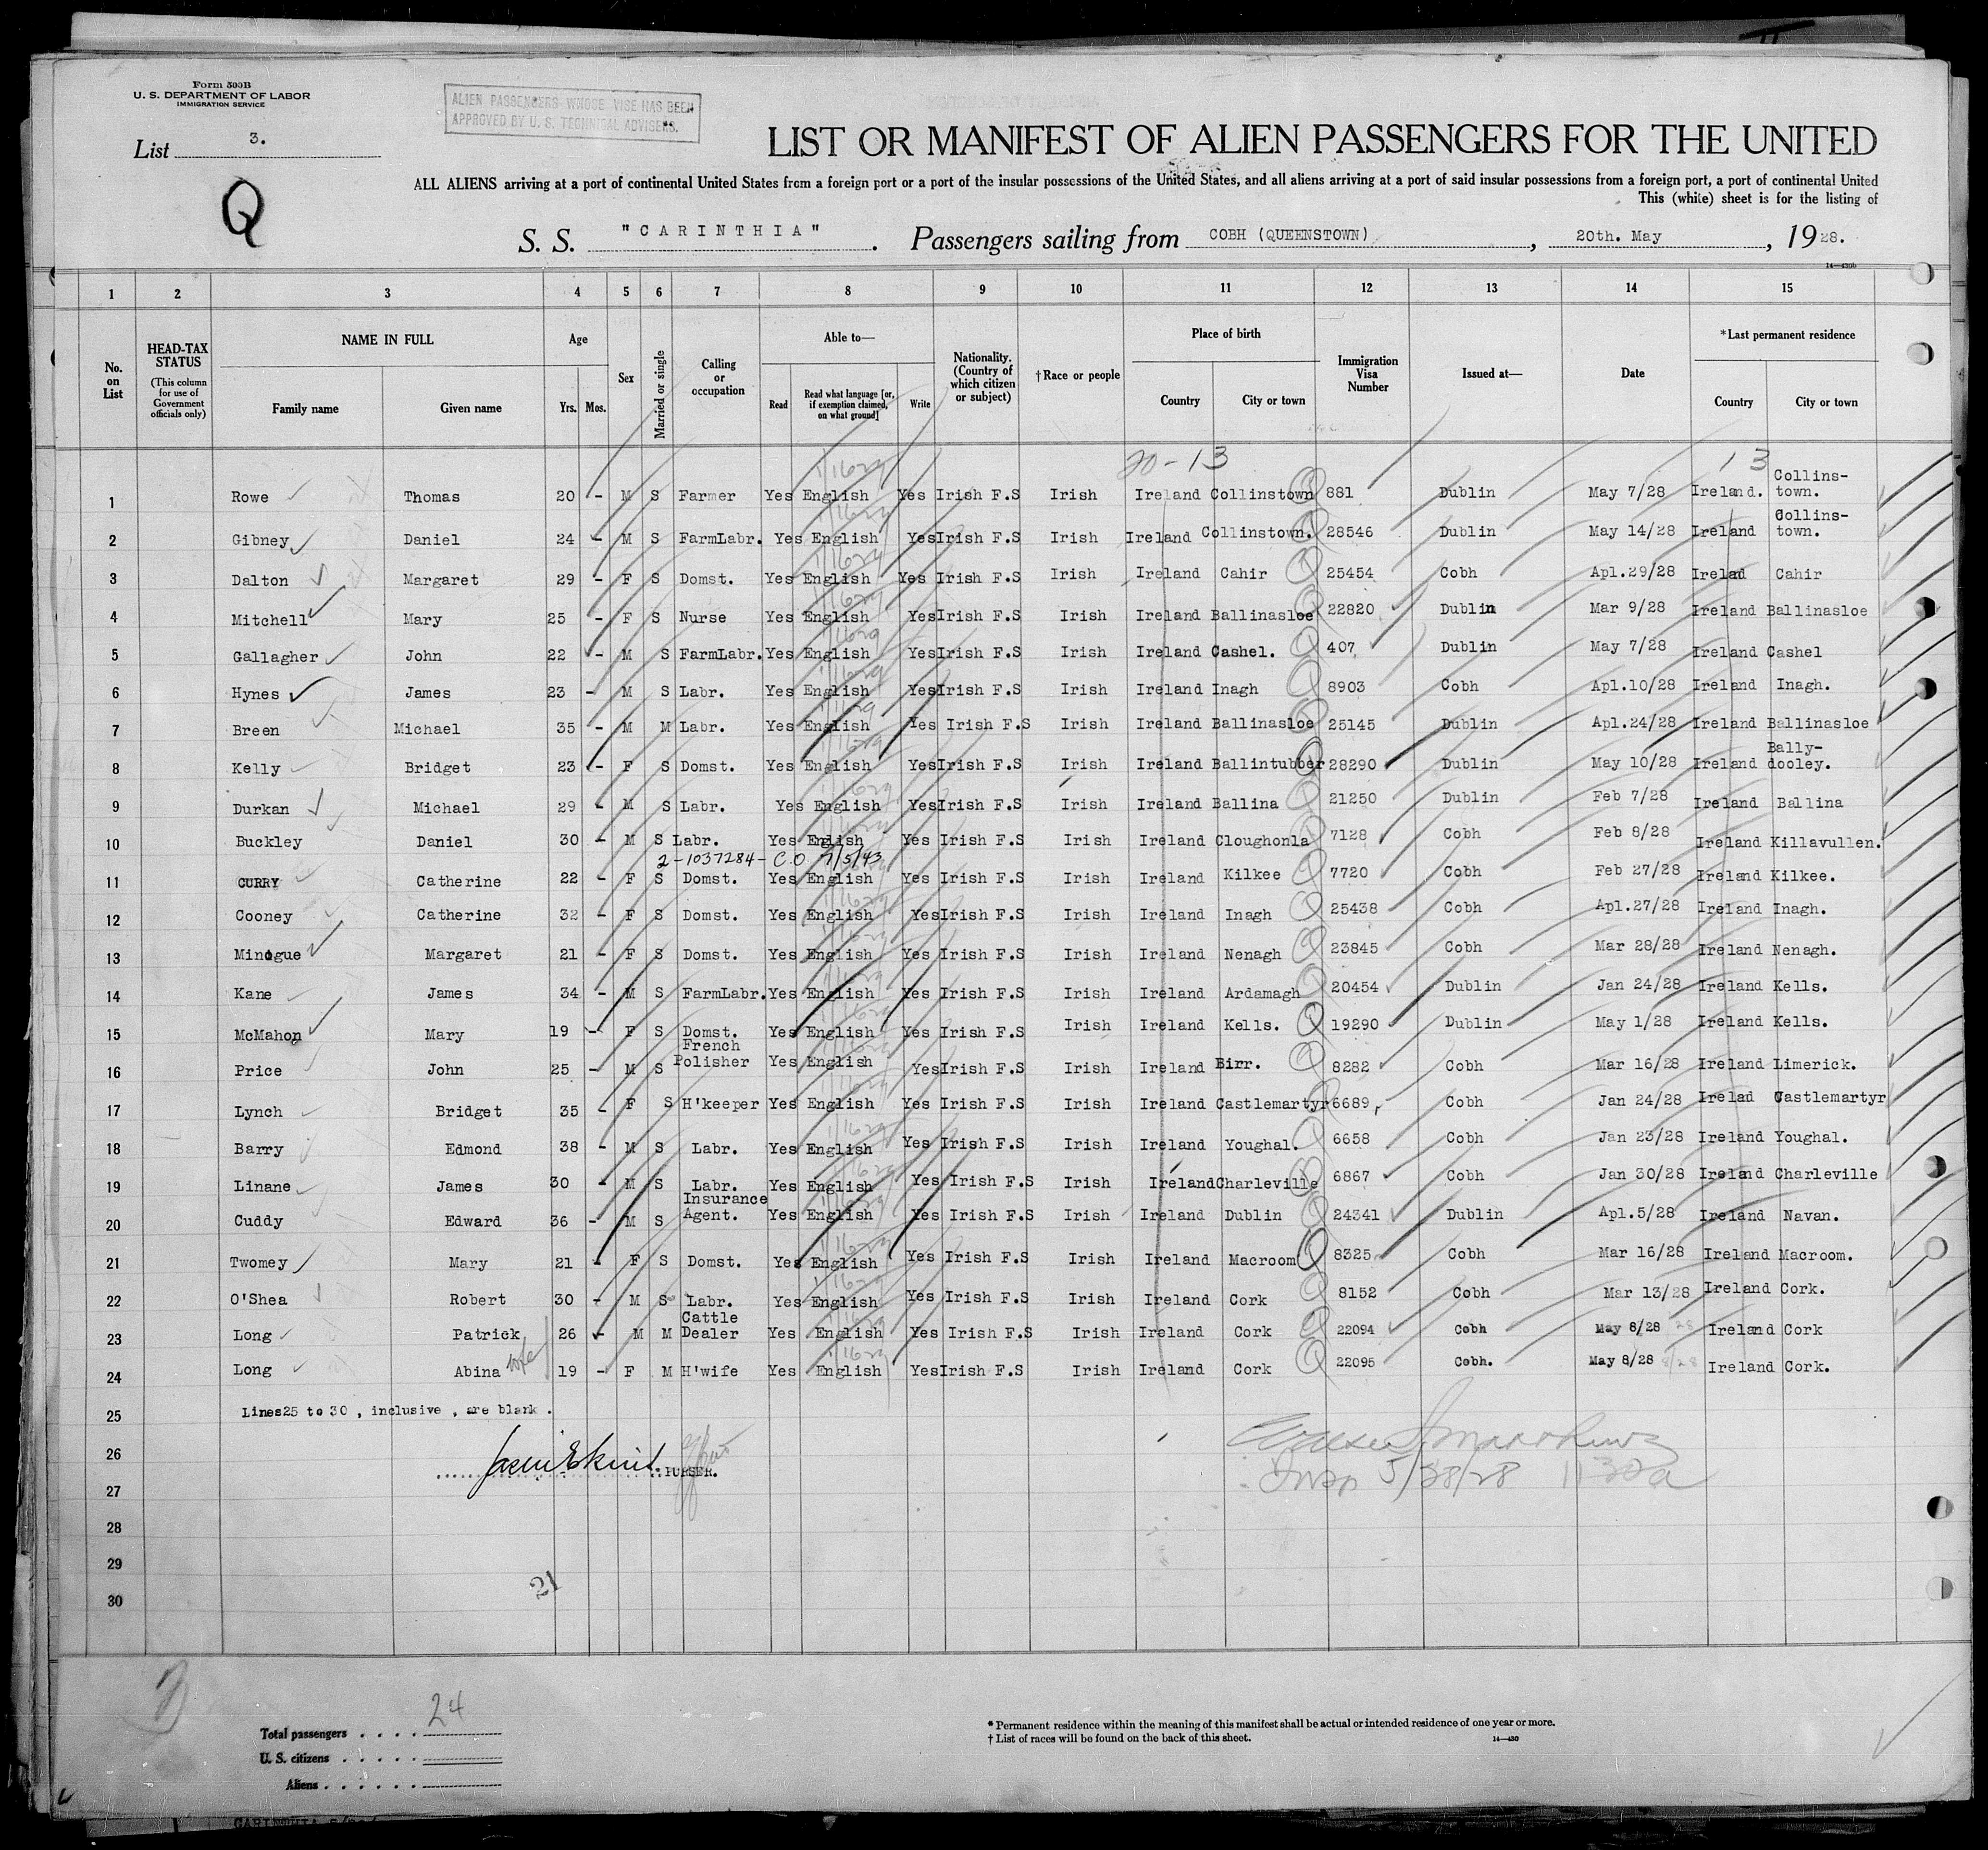 Form 500B
U. S. DEPARTMENT OF LABOR
IMMIGRATION SERVICE
ALIEN PASSENGERS WHOSE VISE HAS BEEN
APPROVED BY U. S. TECHNICAL ADVISERS.
List 3.
Q
LIST OR MANIFEST OF ALIEN PASSENGERS FOR THE UNITED
ALL ALIENS arriving at a port of continental United States from a foreign port or a port of the insular possessions of the United States, and all aliens arriving at a port of said insular possessions from a foreign port, a port of continental United
This (white) sheet is for the listing of
S. S. "CARINTHIA". Passengers sailing from COBH (QUEENSTOWN), 20th. May, 1928.
14—430b
1 2 3 4 5 6 7 8 9 10 11 12 13 14 15
No. on List HEAD-TAX STATUS (This column for use of Government officials only) NAME IN FULL Family name Given name Age Yrs. Mos. Sex Married or single Calling or occupation Able to— Read Read what language [or, if exemption claimed, on what ground] Write Nationality. (Country of which citizen or subject) †Race or people Place of birth Country City or town Immigration Visa Number Issued at— Date *Last permanent residence Country City or town
20-13 13
1 Rowe Thomas 20 - M S Farmer Yes English Yes Irish F.S Irish Ireland Collinstown 881 Dublin May 7/28 Ireland. Collins-town.
2 Gibney Daniel 24 - M S FarmLabr. Yes English Yes Irish F.S Irish Ireland Collinstown. 28546 Dublin May 14/28 Ireland Collins-town.
3 Dalton Margaret 29 - F S Domst. Yes English Yes Irish F.S Irish Ireland Cahir 25454 Cobh Apl.29/28 Irelad Cahir
4 Mitchell Mary 25 - F S Nurse Yes English Yes Irish F.S Irish Ireland Ballinasloe 22820 Dublin Mar 9/28 Ireland Ballinasloe
5 Gallagher John 22 - M S FarmLabr. Yes English Yes Irish F.S Irish Ireland Cashel. 407 Dublin May 7/28 Ireland Cashel
6 Hynes James 23 - M S Labr. Yes English Yes Irish F.S Irish Ireland Inagh 8903 Cobh Apl.10/28 Ireland Inagh.
7 Breen Michael 35 - M M Labr. Yes English Yes Irish F.S Irish Ireland Ballinasloe 25145 Dublin Apl.24/28 Ireland Ballinasloe
8 Kelly Bridget 23 - F S Domst. Yes English Yes Irish F.S Irish Ireland Ballintubber 28290 Dublin May 10/28 Ireland Bally-dooley.
9 Durkan Michael 29 - M S Labr. Yes English Yes Irish F.S Irish Ireland Ballina 21250 Dublin Feb 7/28 Ireland Ballina
10 Buckley Daniel 30 - M S Labr. Yes English Yes Irish F.S Irish Ireland Cloughonla 7128 Cobh Feb 8/28 Ireland Killavullen.
2-1037284-C.O 7/5/43
11 CURRY Catherine 22 - F S Domst. Yes English Yes Irish F.S Irish Ireland Kilkee 7720 Cobh Feb 27/28 Ireland Kilkee.
12 Cooney Catherine 32 - F S Domst. Yes English Yes Irish F.S Irish Ireland Inagh 25438 Cobh Apl.27/28 Ireland Inagh.
13 Minogue Margaret 21 - F S Domst. Yes English Yes Irish F.S Irish Ireland Nenagh 23845 Cobh Mar 28/28 Ireland Nenagh.
14 Kane James 34 - M S FarmLabr. Yes English Yes Irish F.S Irish Ireland Ardamagh 20454 Dublin Jan 24/28 Ireland Kells.
15 McMahon Mary 19 - F S Domst. Yes English Yes Irish F.S Irish Ireland Kells. 19290 Dublin May 1/28 Ireland Kells.
16 Price John 25 - M S French Polisher Yes English Yes Irish F.S Irish Ireland Birr. 8282 Cobh Mar 16/28 Ireland Limerick.
17 Lynch Bridget 35 - F S H'keeper Yes English Yes Irish F.S Irish Ireland Castlemartyr 6689 Cobh Jan 24/28 Irelad Castlemartyr
18 Barry Edmond 38 - M S Labr. Yes English Yes Irish F.S Irish Ireland Youghal. 6658 Cobh Jan 23/28 Ireland Youghal.
19 Linane James 30 - M S Labr. Yes English Yes Irish F.S Irish Ireland Charleville 6867 Cobh Jan 30/28 Ireland Charleville
20 Cuddy Edward 36 - M S Insurance Agent. Yes English Yes Irish F.S Irish Ireland Dublin 24341 Dublin Apl.5/28 Ireland Navan.
21 Twomey Mary 21 - F S Domst. Yes English Yes Irish F.S Irish Ireland Macroom 8325 Cobh Mar 16/28 Ireland Macroom.
22 O'Shea Robert 30 - M S Labr. Yes English Yes Irish F.S Irish Ireland Cork 8152 Cobh Mar 13/28 Ireland Cork.
23 Long Patrick 26 - M M Cattle Dealer Yes English Yes Irish F.S Irish Ireland Cork 22094 Cobh May 8/28 Ireland Cork
24 Long Abina wife 19 - F M H'wife Yes English Yes Irish F.S Irish Ireland Cork 22095 Cobh. May 8/28 Ireland Cork.
25 Lines25 to 30, inclusive, are blank.
26
PURSER.
27 Insp 5/28/28 1130a
28
29
30
21
3
Total passengers 24
U. S. citizens
Aliens
* Permanent residence within the meaning of this manifest shall be actual or intended residence of one year or more.
† List of races will be found on the back of this sheet.
14—430